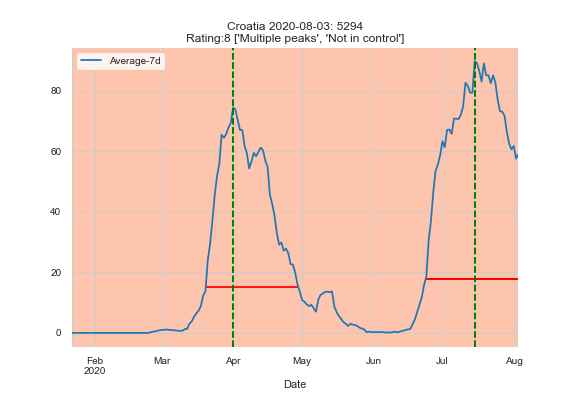 Croatia 2020-08-03: 5294
Rating:8 ['Multiple peaks', 'Not in control']
Average-7d
80
60
40
20
0
Feb Mar Apr May Jun Jul Aug
2020
Date